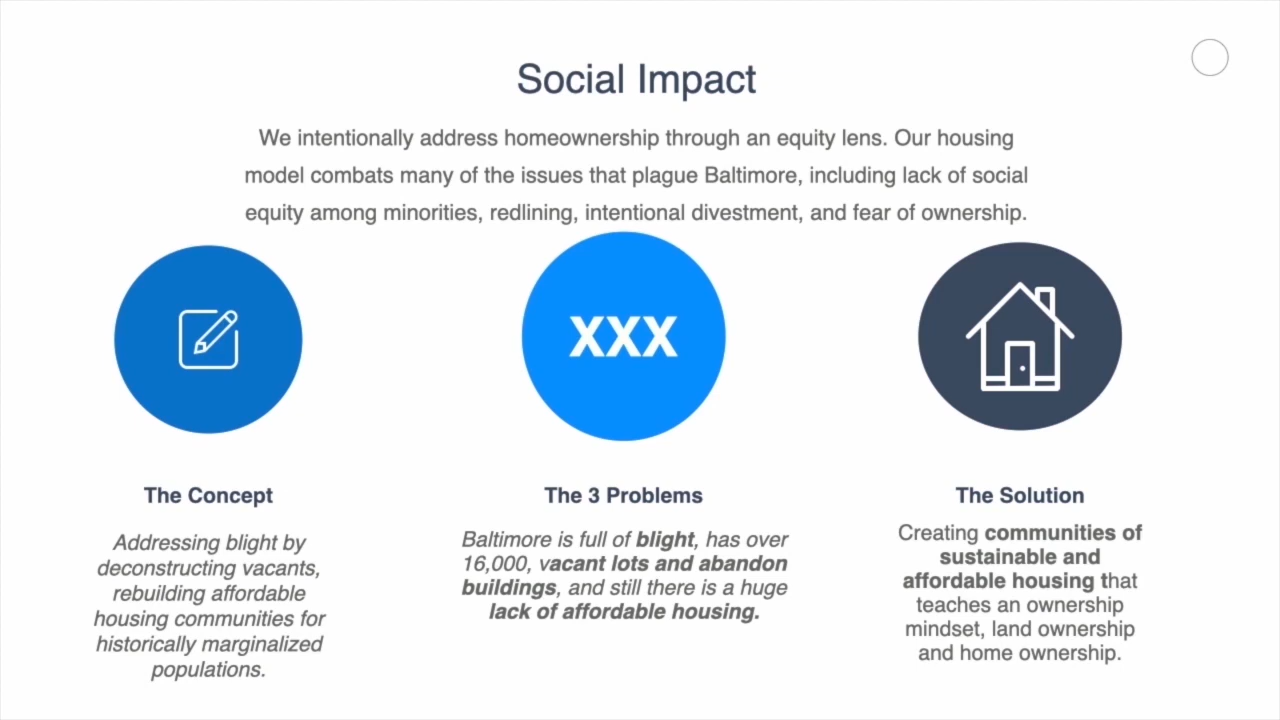 Social Impact
We intentionally address homeownership through an equity lens. Our housing
model combats many of the issues that plague Baltimore, including lack of social
equity among minorities, redlining, intentional divestment, and fear of ownership.
XXX
The Concept
Addressing blight by
deconstructing vacants,
rebuilding affordable
housing communities for
historically marginalized
populations.
The 3 Problems
Baltimore is full of blight, has over
16,000, vacant lots and abandon
buildings, and still there is a huge
lack of affordable housing.
The Solution
Creating communities of
sustainable and
affordable housing that
teaches an ownership
mindset, land ownership
and home ownership.